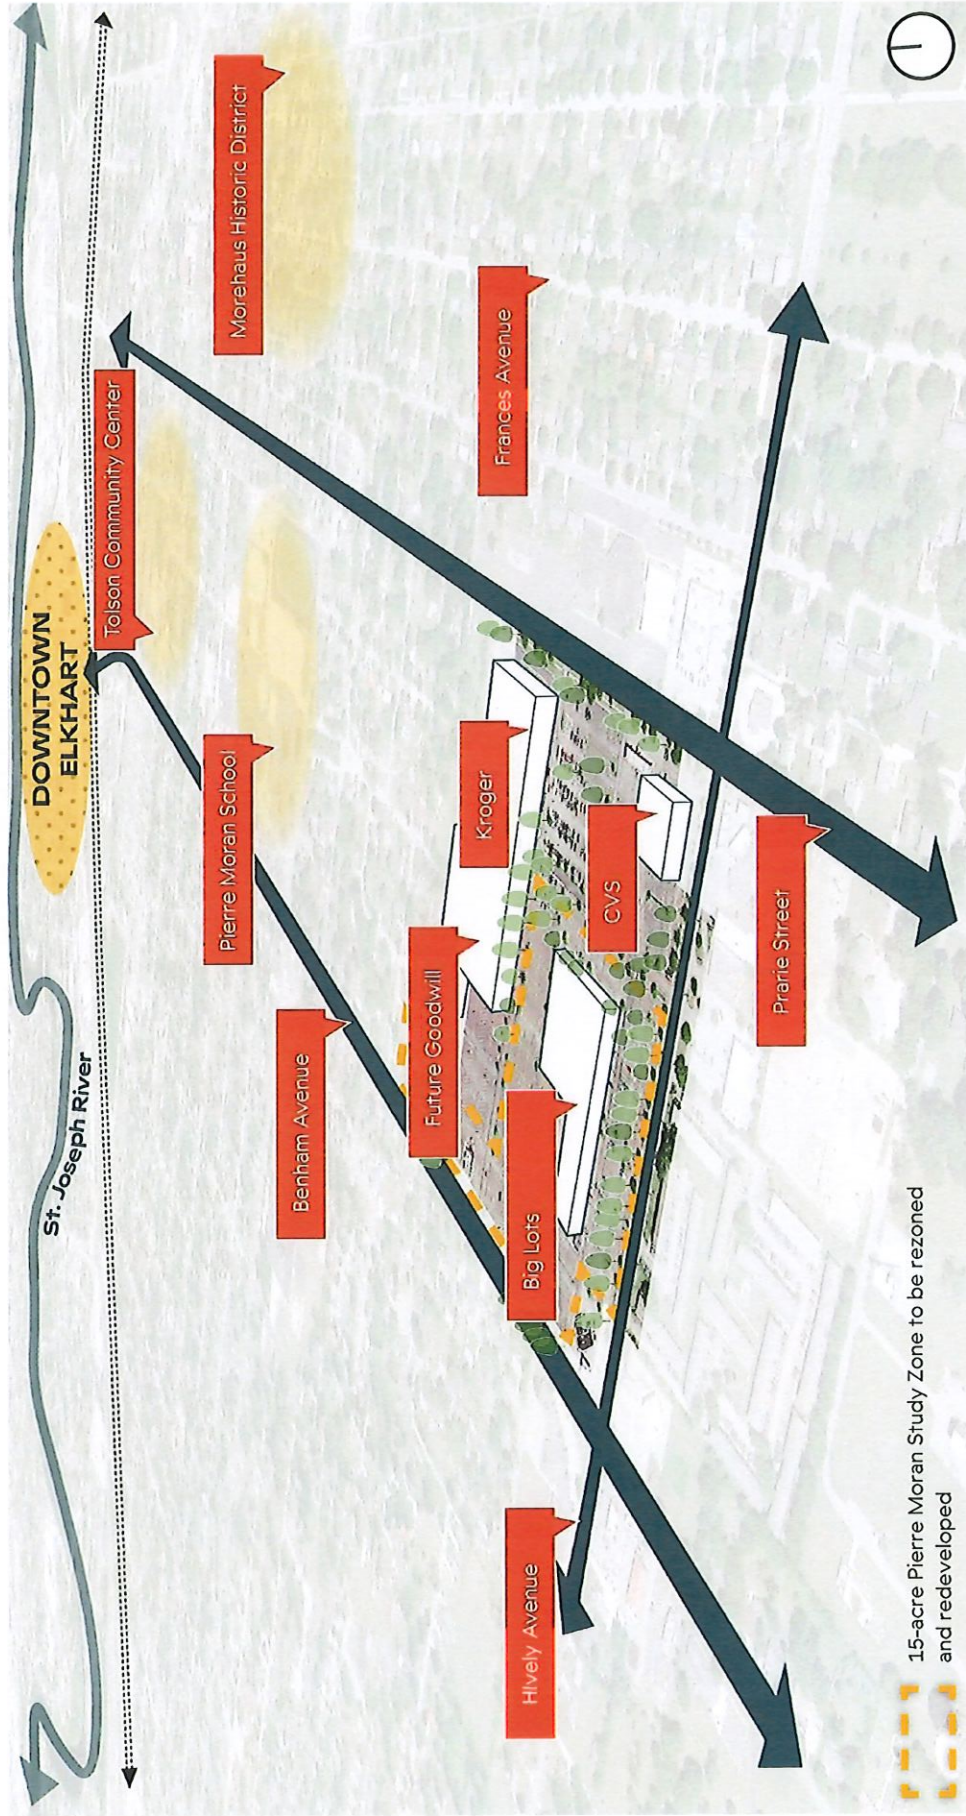 DOWNTOWN
ELKHART
St. Joseph River
Tolson Community Center
Morehaus Historic District
Pierre Moran School
Benham Avenue
Frances Avenue
Kroger
Future Goodwill
CVS
Big Lots
Hively Avenue
Prarie Street
15-acre Pierre Moran Study Zone to be rezoned
and redeveloped